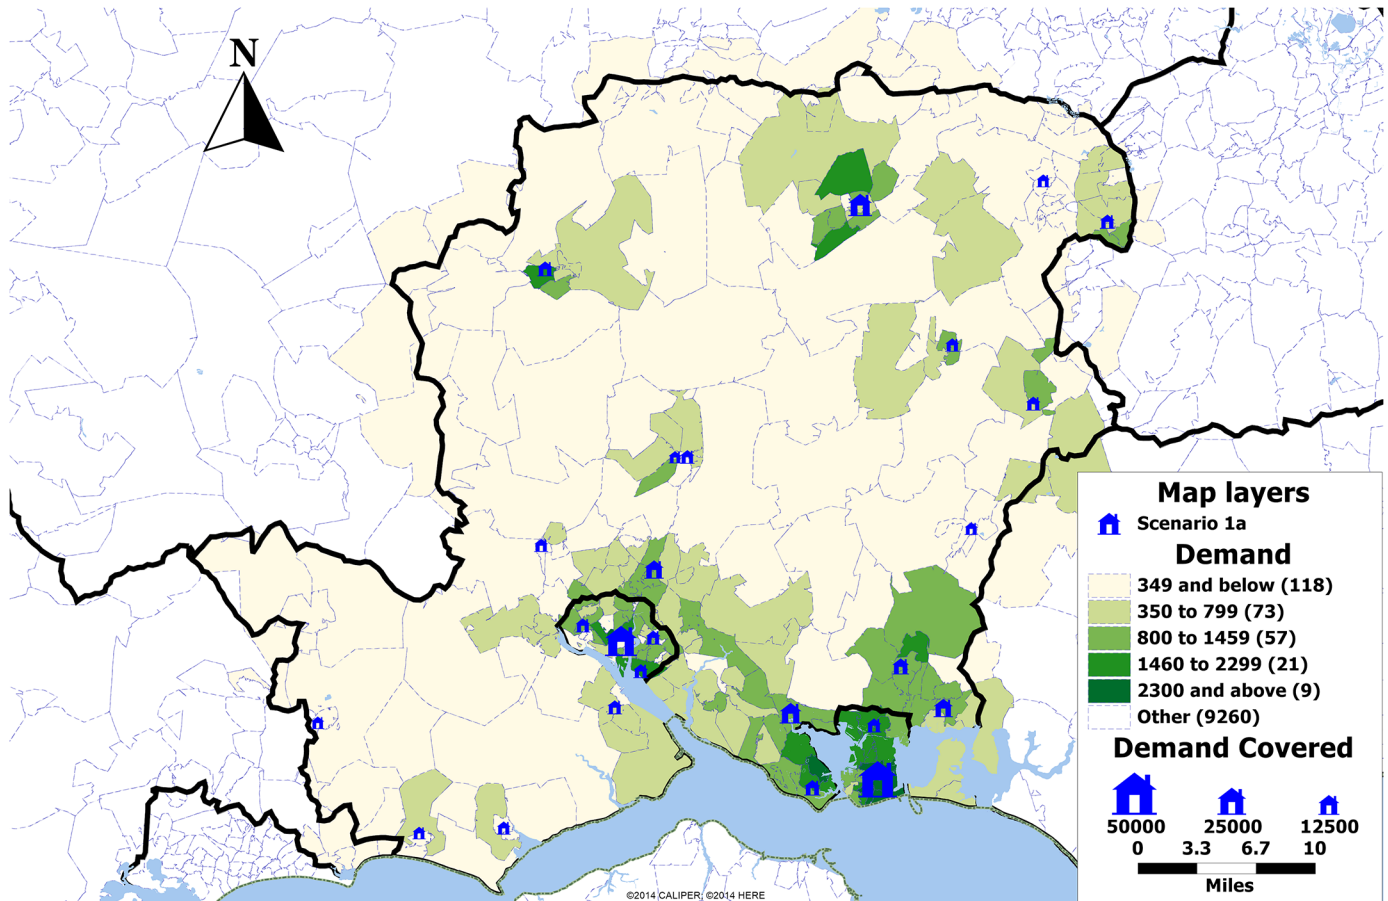 N
Map layers
Scenario 1a
Demand
349 and below (118)
350 to 799 (73)
800 to 1459 (57)
1460 to 2299 (21)
2300 and above (9)
Other (9260)
Demand Covered
50000 25000 12500
0 3.3 6.7 10
Miles
©2014 CALIPER; ©2014 HERE